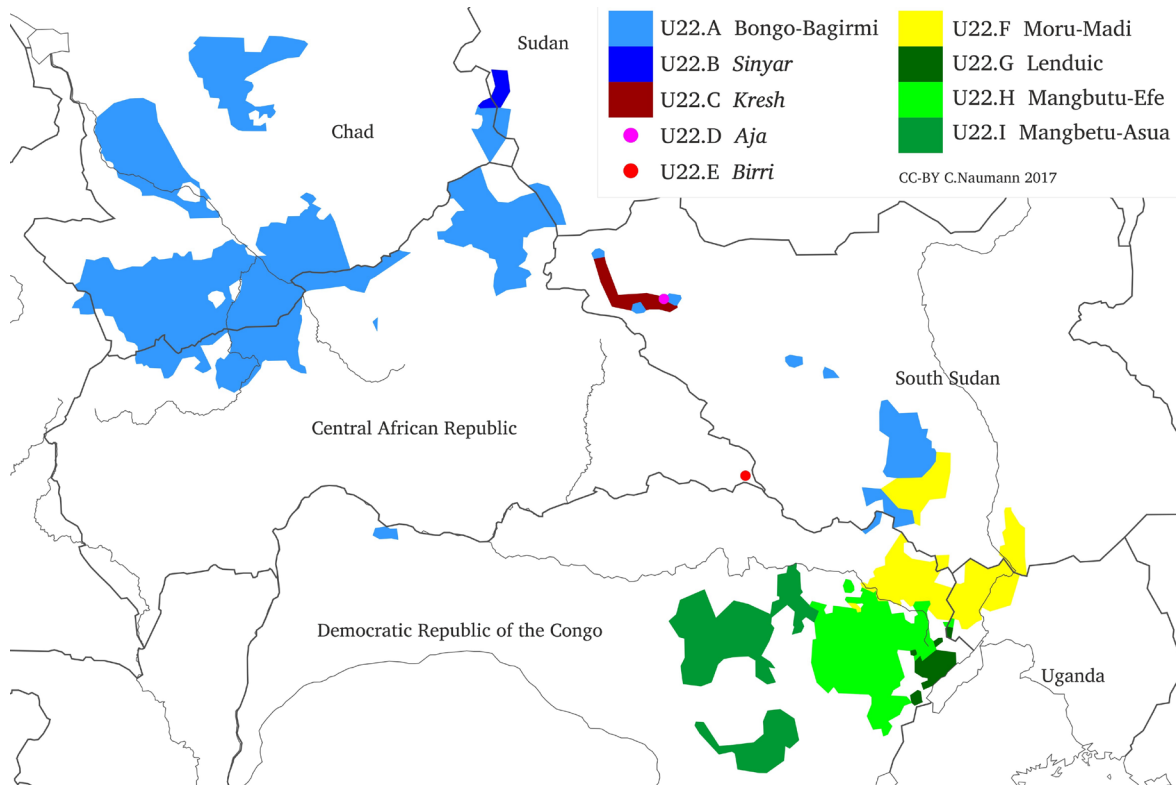 Sudan
Chad
U22.A Bongo-Bagirmi
U22.B Sinyar
U22.C Kresh
U22.D Aja
U22.E Birri
U22.F Moru-Madi
U22.G Lenduic
U22.H Mangbutu-Efe
U22.I Mangbetu-Asua
CC-BY C.Naumann 2017
South Sudan
Central African Republic
Democratic Republic of the Congo
Uganda